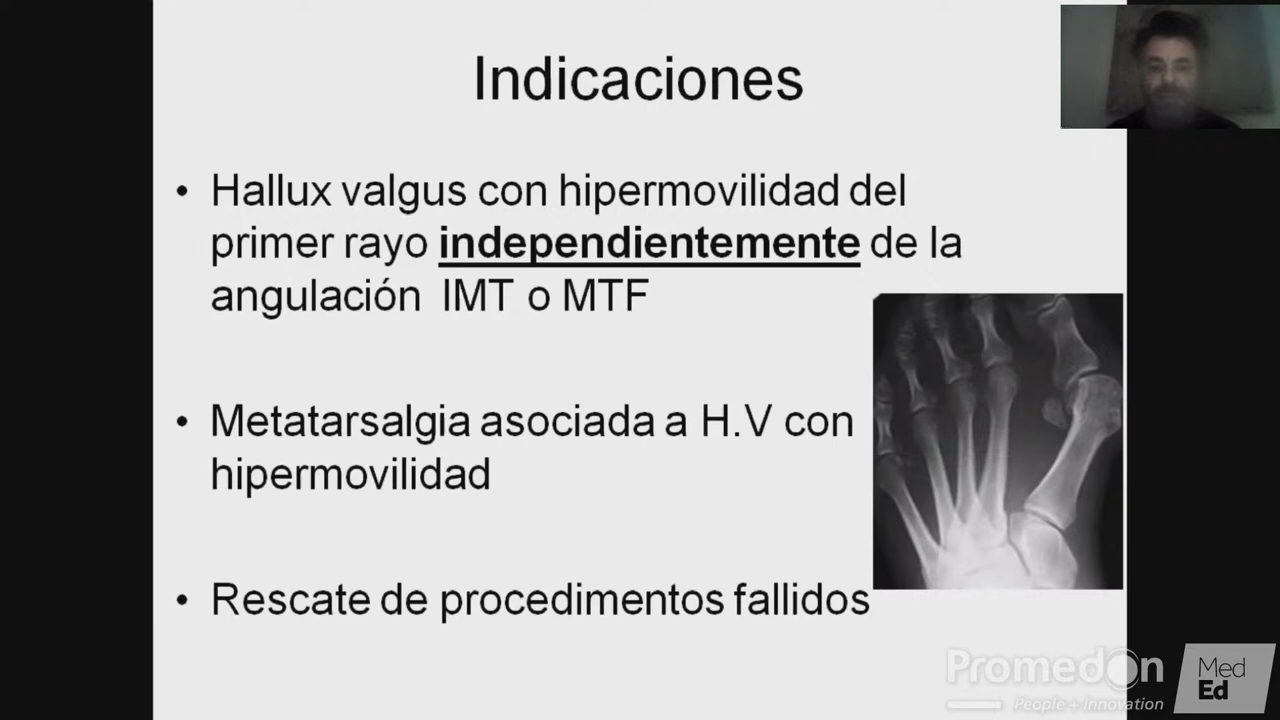 Indicaciones
• Hallux valgus con hipermovilidad del
primer rayo independientemente de la
angulación IMT o MTF
• Metatarsalgia asociada a H.V con
hipermovilidad
• Rescate de procedimentos fallidos
Promedon
People + Innovation
Med
Ed